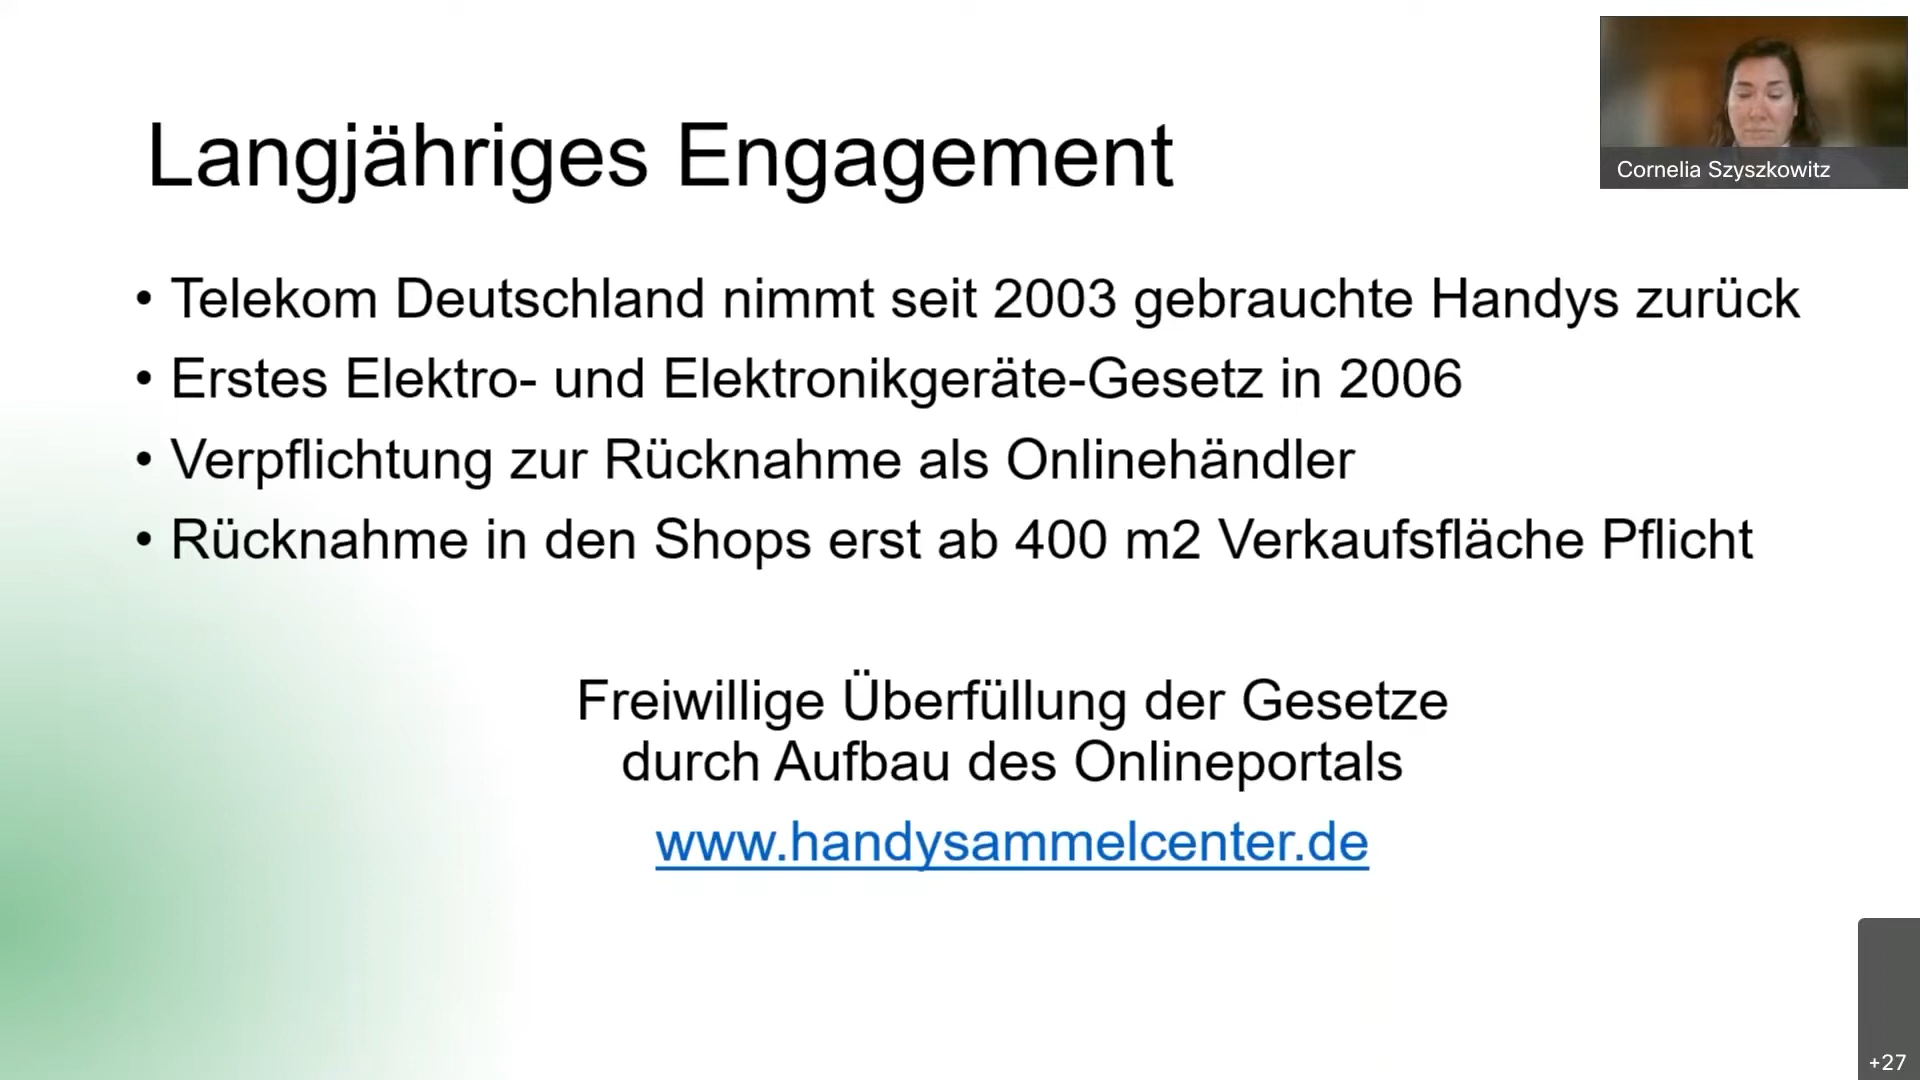 Langjähriges Engagement
Cornelia Szyszkowitz
• Telekom Deutschland nimmt seit 2003 gebrauchte Handys zurück
• Erstes Elektro- und Elektronikgeräte-Gesetz in 2006
• Verpflichtung zur Rücknahme als Onlinehändler
• Rücknahme in den Shops erst ab 400 m2 Verkaufsfläche Pflicht
Freiwillige Überfüllung der Gesetze
durch Aufbau des Onlineportals
www.handysammelcenter.de
+27